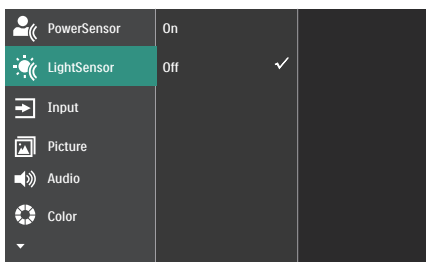 PowerSensor
On
LightSensor
Off
Input
Picture
Audio
Color